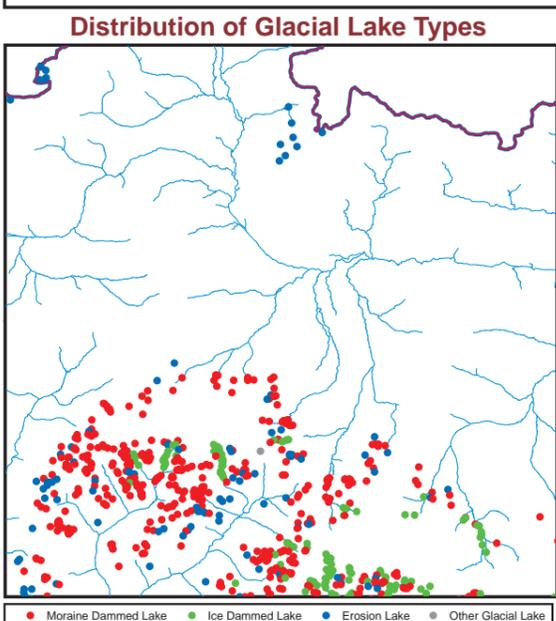 Distribution of Glacial Lake Types
Moraine Dammed Lake Ice Dammed Lake Erosion Lake Other Glacial Lake